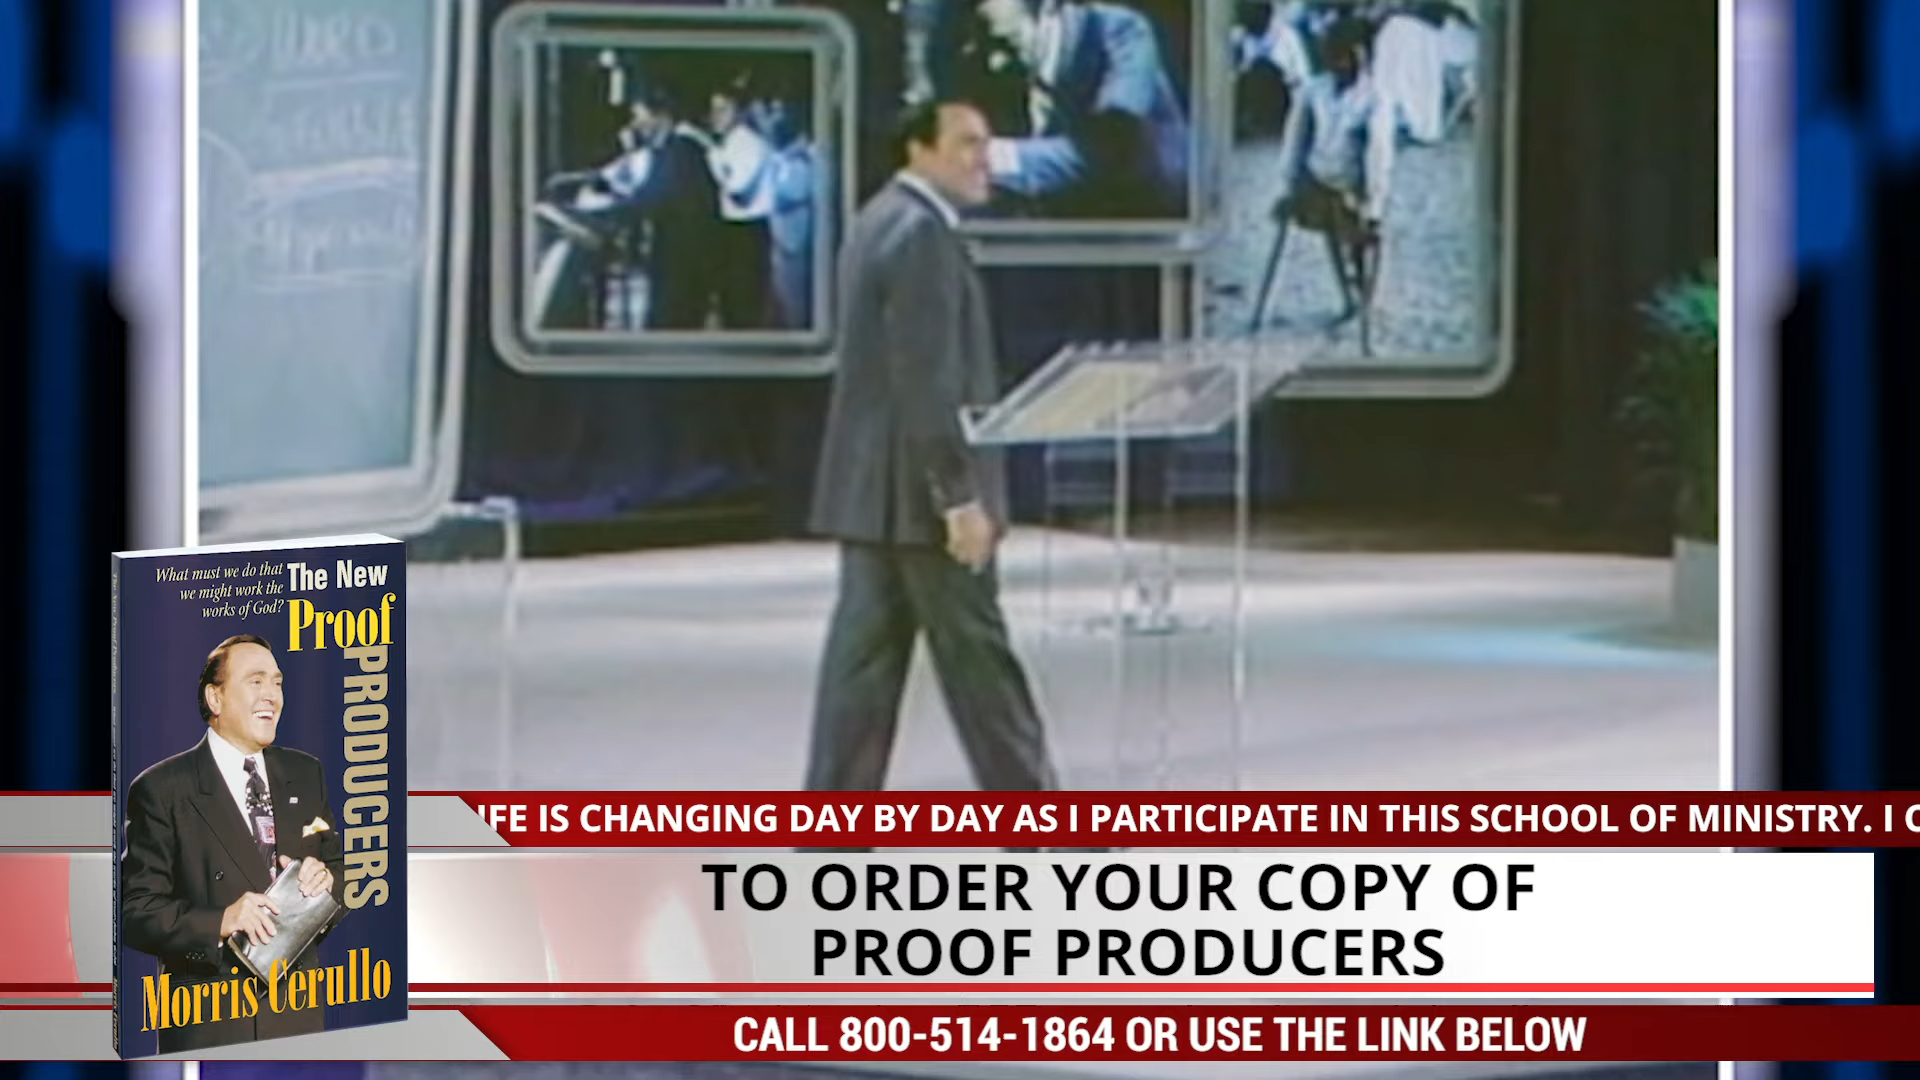 What must we do that
we might work the
works of God?
The New
Proof
PRODUCERS
Morris Cerullo
IFE IS CHANGING DAY BY DAY AS I PARTICIPATE IN THIS SCHOOL OF MINISTRY. I
TO ORDER YOUR COPY OF
PROOF PRODUCERS
CALL 800-514-1864 OR USE THE LINK BELOW